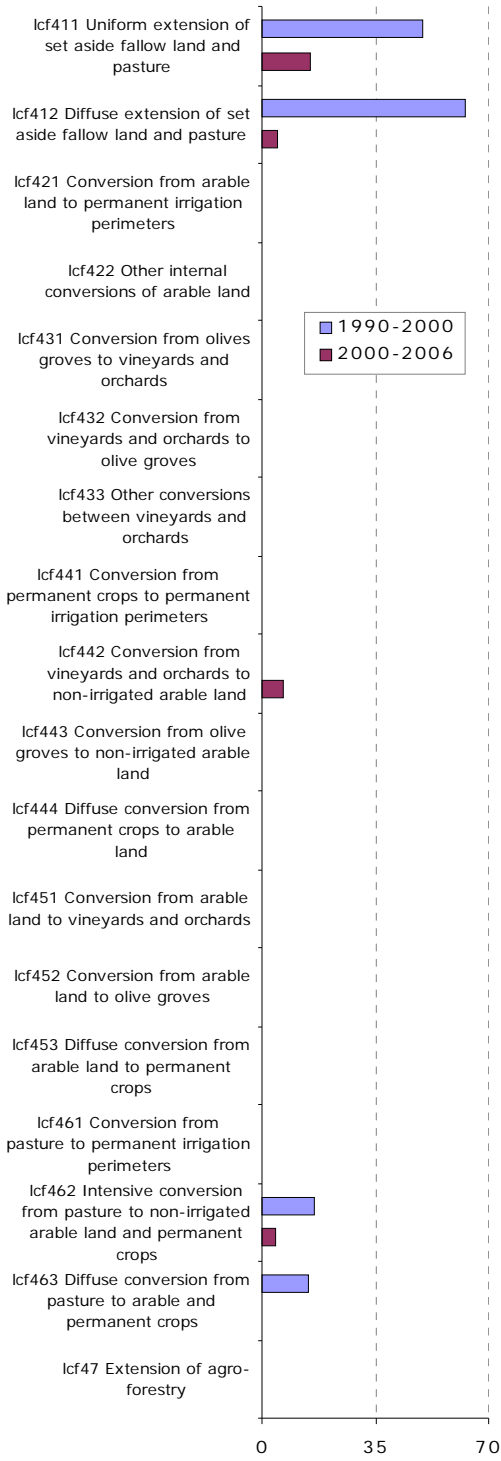 lcf411 Uniform extension of
set aside fallow land and
pasture
lcf412 Diffuse extension of set
aside fallow land and pasture
lcf421 Conversion from arable
land to permanent irrigation
perimeters
lcf422 Other internal
conversions of arable land
1990-2000
2000-2006
lcf431 Conversion from olives
groves to vineyards and
orchards
lcf432 Conversion from
vineyards and orchards to
olive groves
lcf433 Other conversions
between vineyards and
orchards
lcf441 Conversion from
permanent crops to permanent
irrigation perimeters
lcf442 Conversion from
vineyards and orchards to
non-irrigated arable land
lcf443 Conversion from olive
groves to non-irrigated arable
land
lcf444 Diffuse conversion from
permanent crops to arable
land
lcf451 Conversion from arable
land to vineyards and orchards
lcf452 Conversion from arable
land to olive groves
lcf453 Diffuse conversion from
arable land to permanent
crops
lcf461 Conversion from
pasture to permanent irrigation
perimeters
lcf462 Intensive conversion
from pasture to non-irrigated
arable land and permanent
crops
lcf463 Diffuse conversion from
pasture to arable and
permanent crops
lcf47 Extension of agro-
forestry
0 35 70